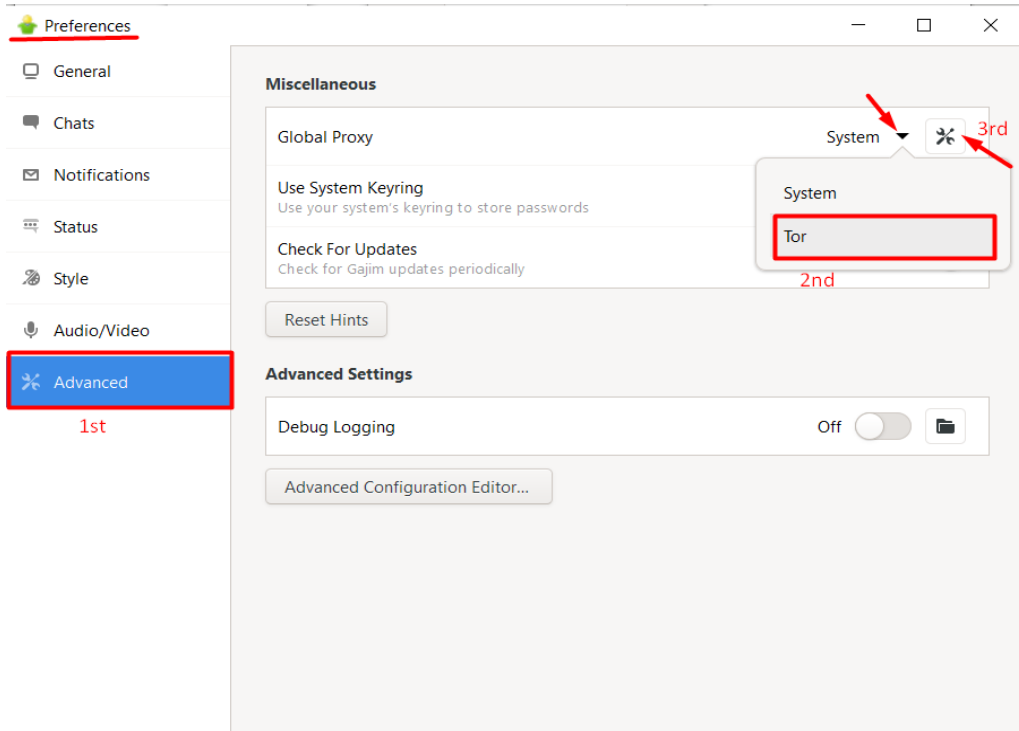 Preferences
General
Chats
Notifications
Status
Style
Audio/Video
Advanced
1st
Miscellaneous
Global Proxy
System
3rd
Use System Keyring
Use your system's keyring to store passwords
System
Tor
Check For Updates
Check for Gajim updates periodically
2nd
Reset Hints
Advanced Settings
Debug Logging
Off
Advanced Configuration Editor...